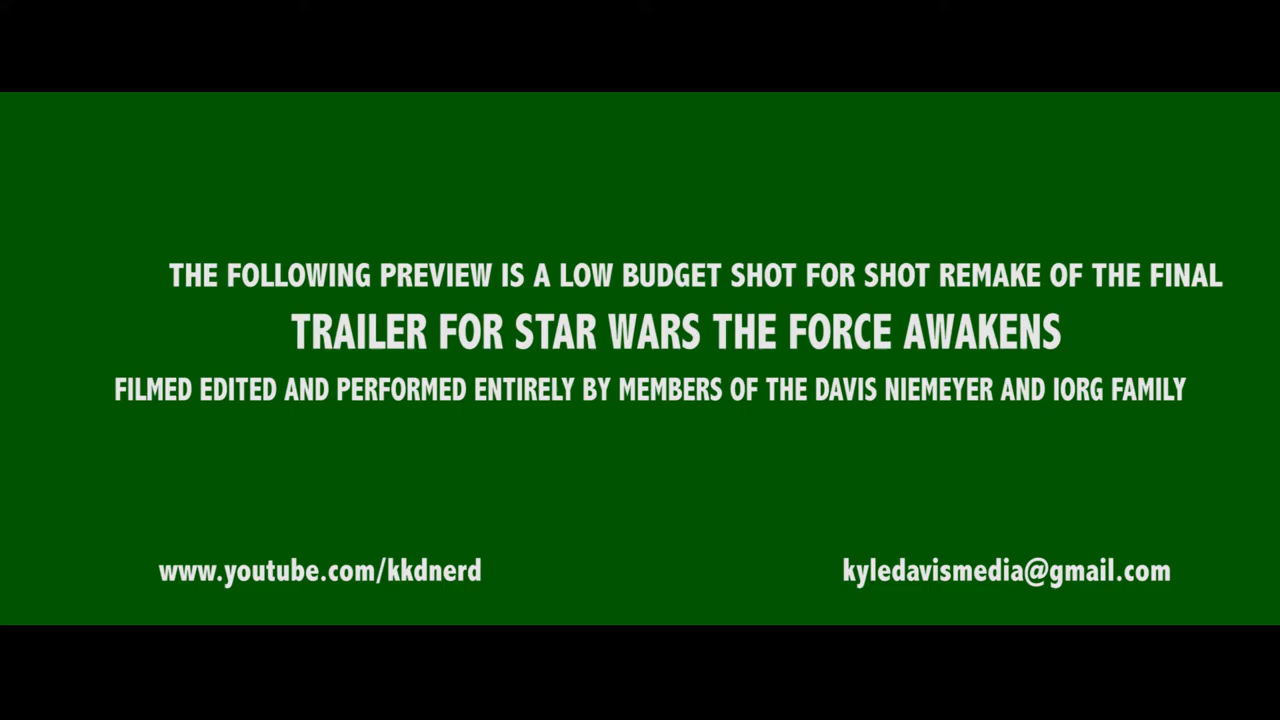 THE FOLLOWING PREVIEW IS A LOW BUDGET SHOT FOR SHOT REMAKE OF THE FINAL
TRAILER FOR STAR WARS THE FORCE AWAKENS
FILMED EDITED AND PERFORMED ENTIRELY BY MEMBERS OF THE DAVIS NIEMEYER AND IORG FAMILY
www.youtube.com/kkdnerd
kyledavismedia@gmail.com